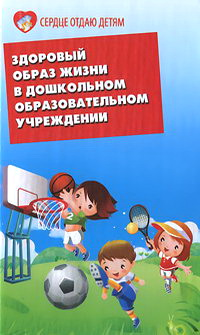 СЕРДЦЕ ОТДАЮ ДЕТЯМ
ЗДОРОВЫЙ
ОБРАЗ ЖИЗНИ
В ДОШКОЛЬНОМ
ОБРАЗОВАТЕЛЬНОМ
УЧРЕЖДЕНИИ